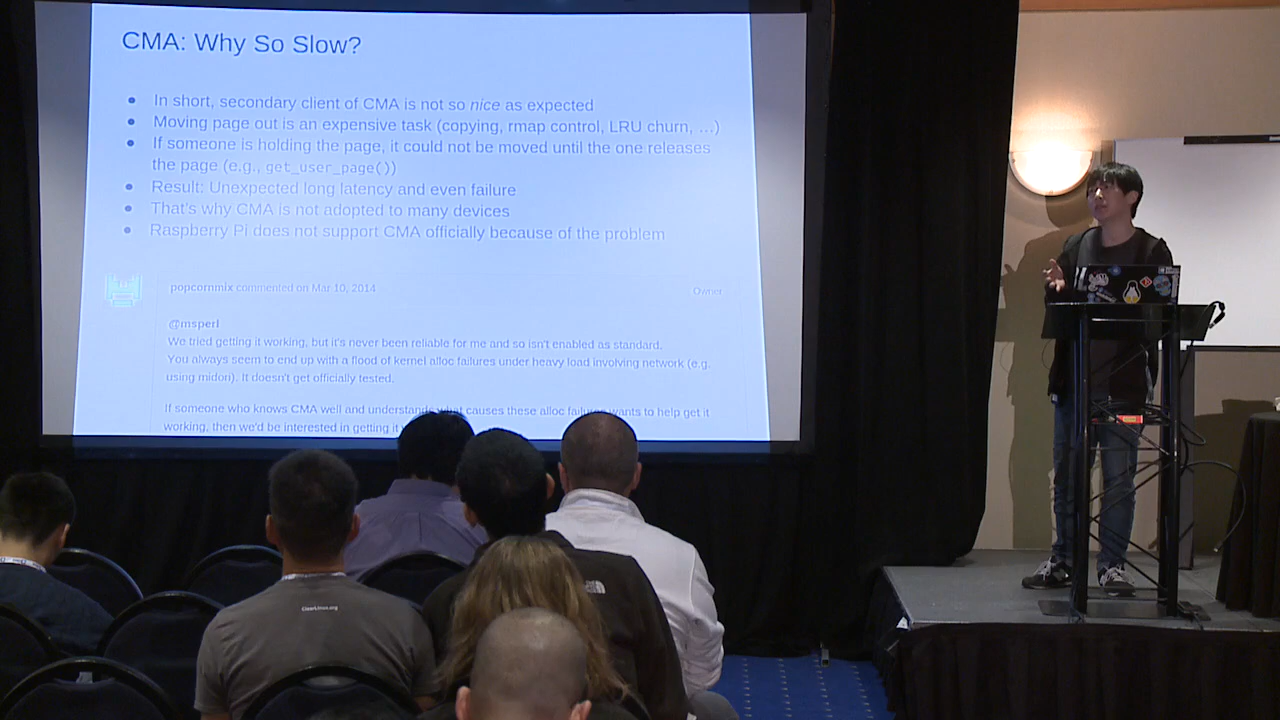 CMA: Why So Slow?
In short, secondary client of CMA is not so nice as expected
Moving page out is an expensive task (copying, rmap control, LRU churn, …)
If someone is holding the page, it could not be moved until the one releases
the page (e.g., get_user_page())
Result: Unexpected long latency and even failure
That's why CMA is not adopted to many devices
Raspberry Pi does not support CMA officially because of the problem
popcornmix commented on Mar 10, 2014
Owner
@msperl
We tried getting it working, but it's never been reliable for me and so isn't enabled as standard.
You always seem to end up with a flood of kernel alloc failures under heavy load involving network (e.g.
using midori). It doesn't get officially tested.
If someone who knows CMA well and understands what causes these alloc failures wants to help get it
working, then we'd be interested in getting it
ClearLinux.org